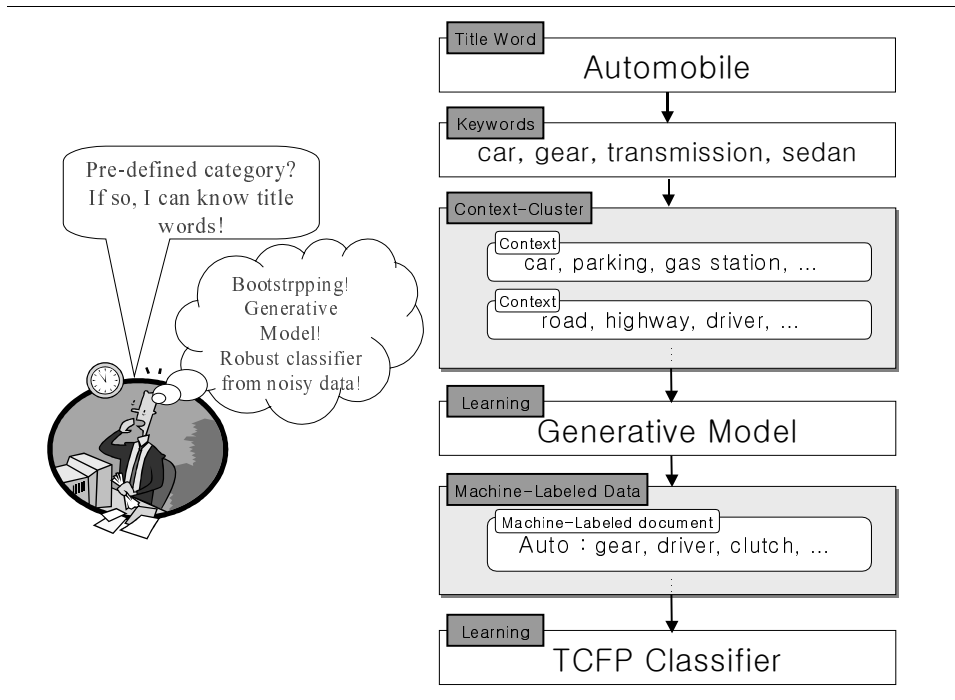 Pre-defined category?
If so, I can know title
words!
Bootstrpping!
Generative
Model!
Robust classifier
from noisy data!
Title Word
Automobile
Keywords
car, gear, transmission, sedan
Context-Cluster
Context
car, parking, gas station, ...
Context
road, highway, driver, ...
Learning
Generative Model
Machine-Labeled Data
Machine-Labeled document
Auto : gear, driver, clutch, ...
Learning
TCFP Classifier